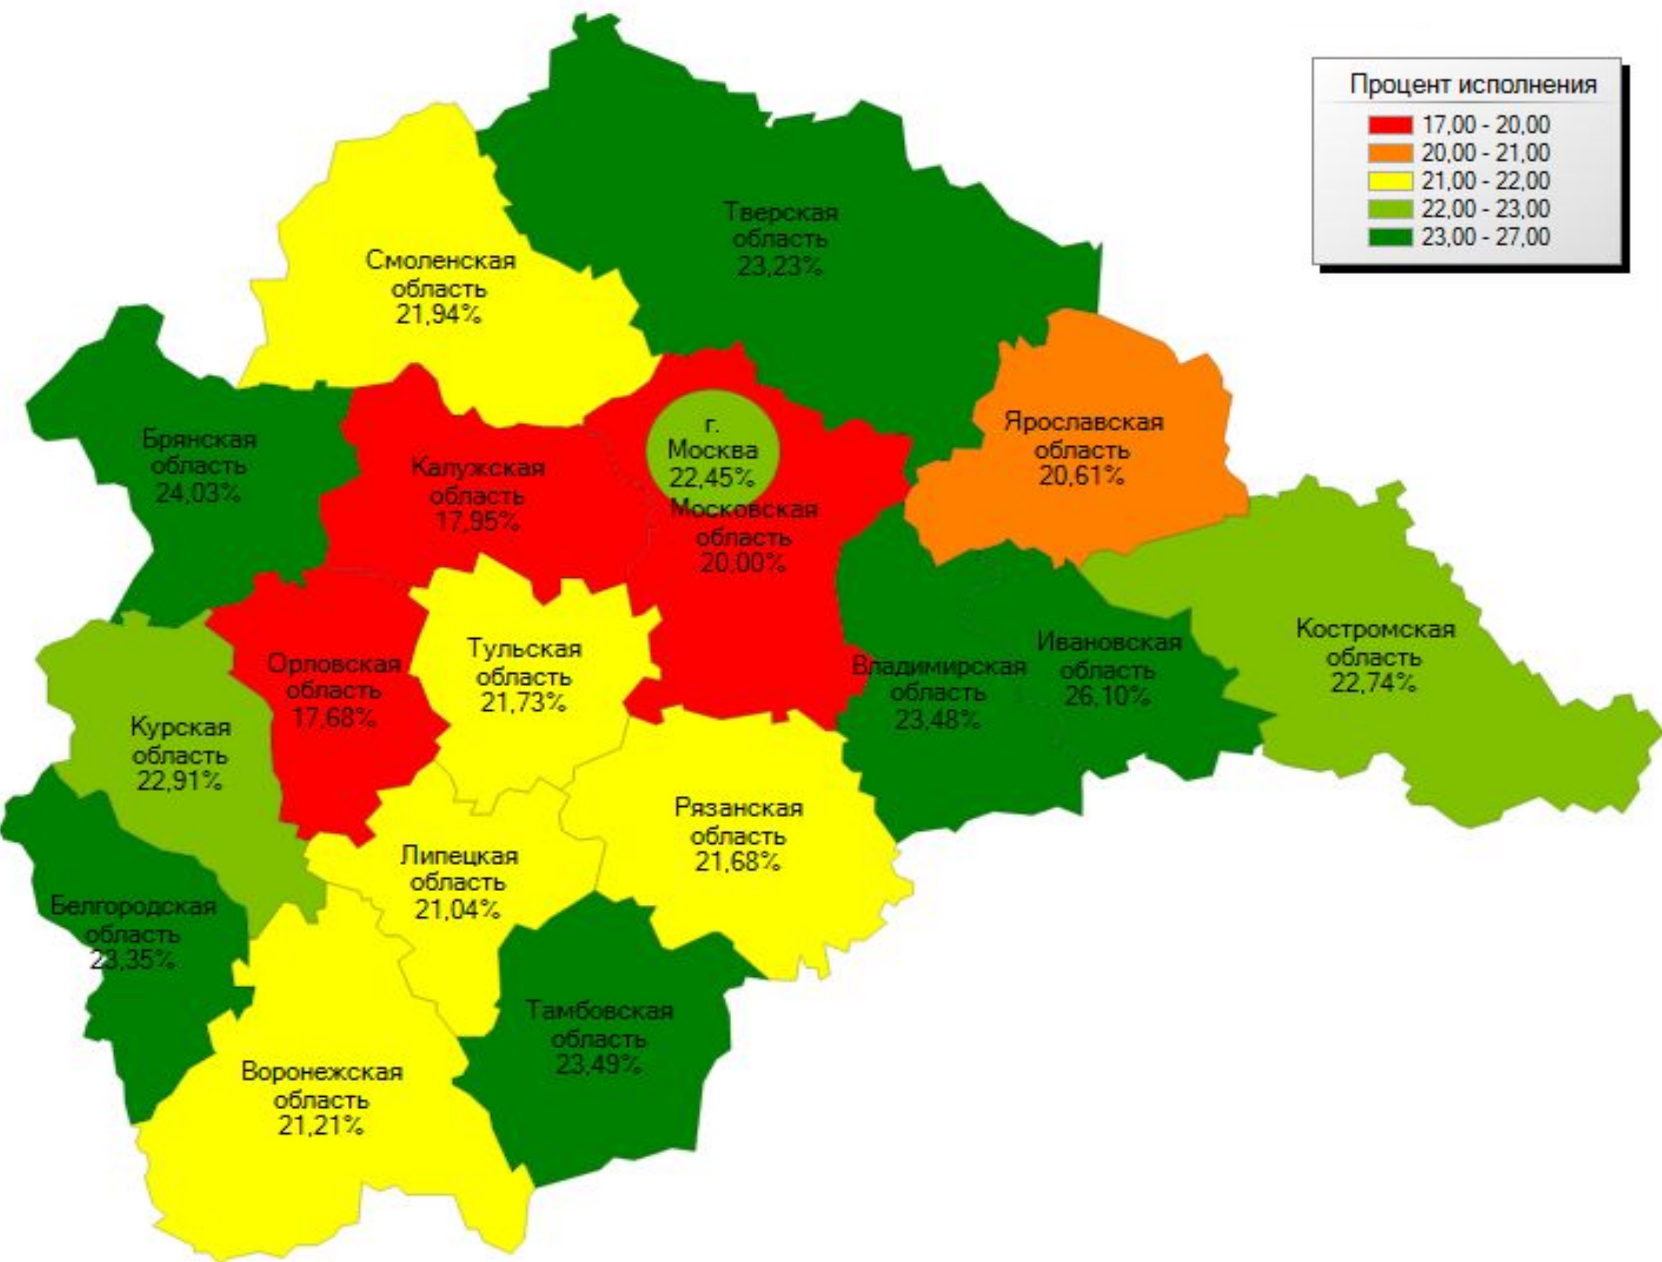 Процент исполнения
17,00 - 20,00
20,00 - 21,00
21,00 - 22,00
22,00 - 23,00
23,00 - 27,00
Тверская
область
23,23%
Смоленская
область
21,94%
Ярославская
область
20,61%
г.
Москва
22,45%
Московская
область
20,00%
Брянская
область
24,03%
Калужская
область
17,95%
Костромская
область
22,74%
Ивановская
область
26,10%
Владимирская
область
23,48%
Тульская
область
21,73%
Орловская
область
17,68%
Курская
область
22,91%
Рязанская
область
21,68%
Липецкая
область
21,04%
Белгородская
область
23,35%
Тамбовская
область
23,49%
Воронежская
область
21,21%